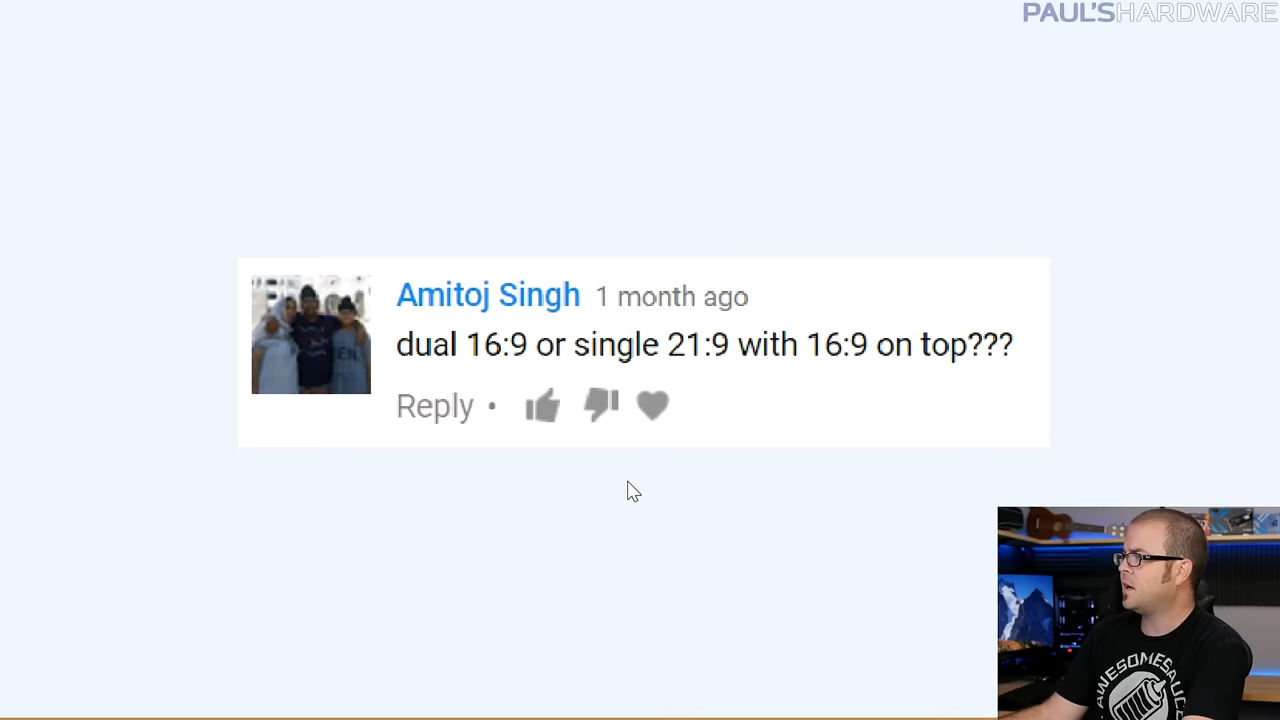 PAUL'SHARDWARE
Amitoj Singh 1 month ago
dual 16:9 or single 21:9 with 16:9 on top???
Reply •
AWESOMESAUC